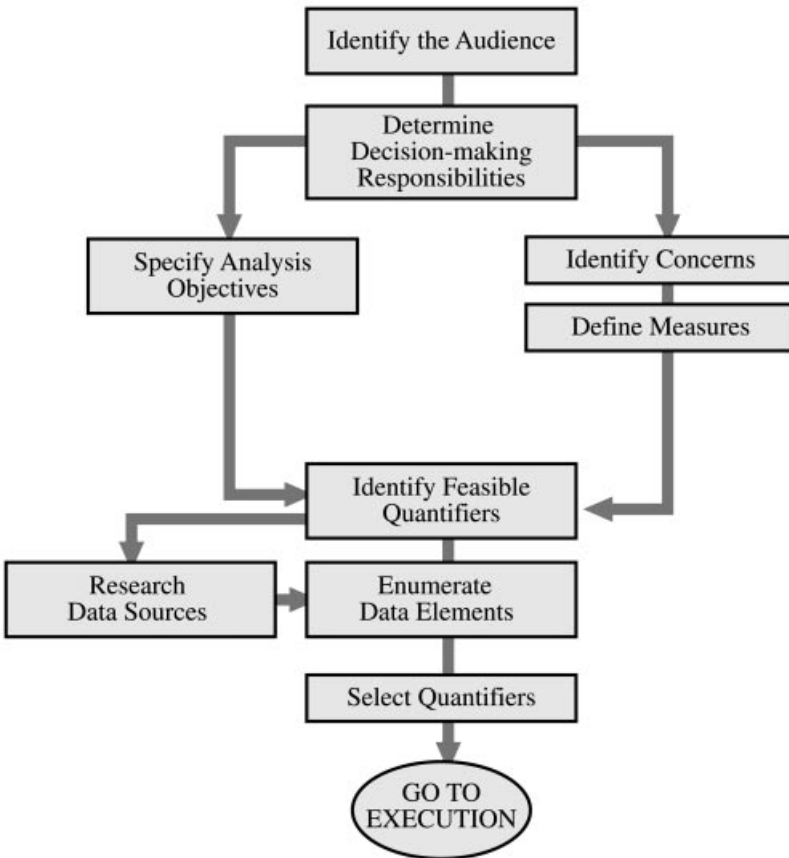 Identify the Audience
Determine
Decision-making
Responsibilities
Specify Analysis
Objectives
Identify Concerns
Define Measures
Identify Feasible
Quantifiers
Research
Data Sources
Enumerate
Data Elements
Select Quantifiers
GO TO
EXECUTION